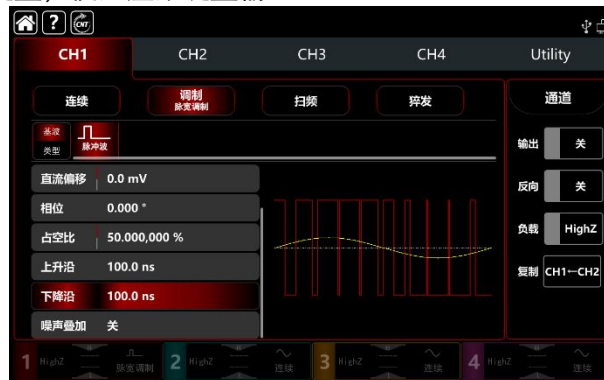 ? CNT
CH1 CH2 CH3 CH4 Utility
连续 调制 扫频 猝发 通道
脉宽调制
基波
类型 脉冲波
输出 关
直流偏移 0.0 mV
反向 关
相位 0.000 °
占空比 50.000,000 %
负载 HighZ
上升沿 100.0 ns
复制 CH1←CH2
下降沿 100.0 ns
噪声叠加 关
1 HighZ 脉宽调制 2 HighZ 连续 3 HighZ 连续 4 HighZ 连续